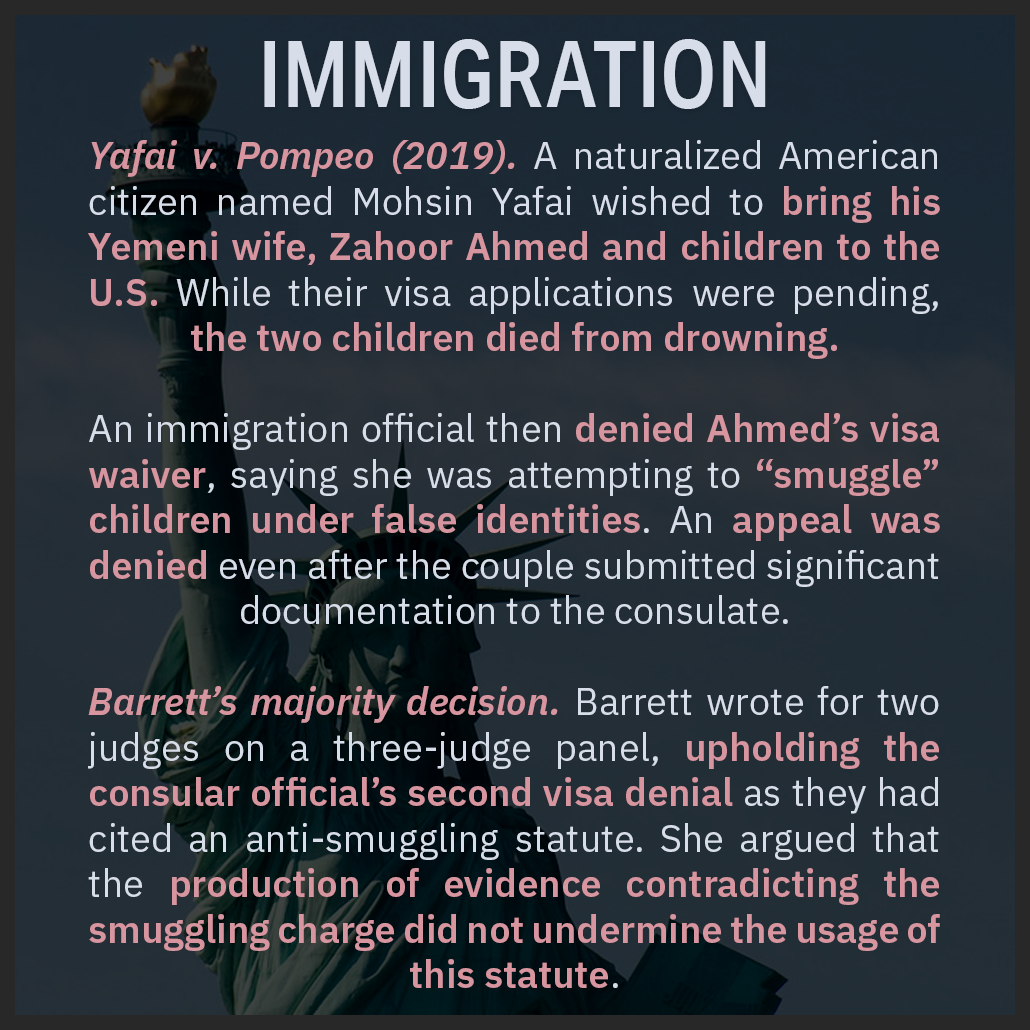 IMMIGRATION
Yafai v. Pompeo (2019). A naturalized American
citizen named Mohsin Yafai wished to bring his
Yemeni wife, Zahoor Ahmed and children to the
U.S. While their visa applications were pending,
the two children died from drowning.
An immigration official then denied Ahmed’s visa
waiver, saying she was attempting to “smuggle”
children under false identities. An appeal was
denied even after the couple submitted significant
documentation to the consulate.
Barrett’s majority decision. Barrett wrote for two
judges on a three-judge panel, upholding the
consular official’s second visa denial as they had
cited an anti-smuggling statute. She argued that
the production of evidence contradicting the
smuggling charge did not undermine the usage of
this statute.